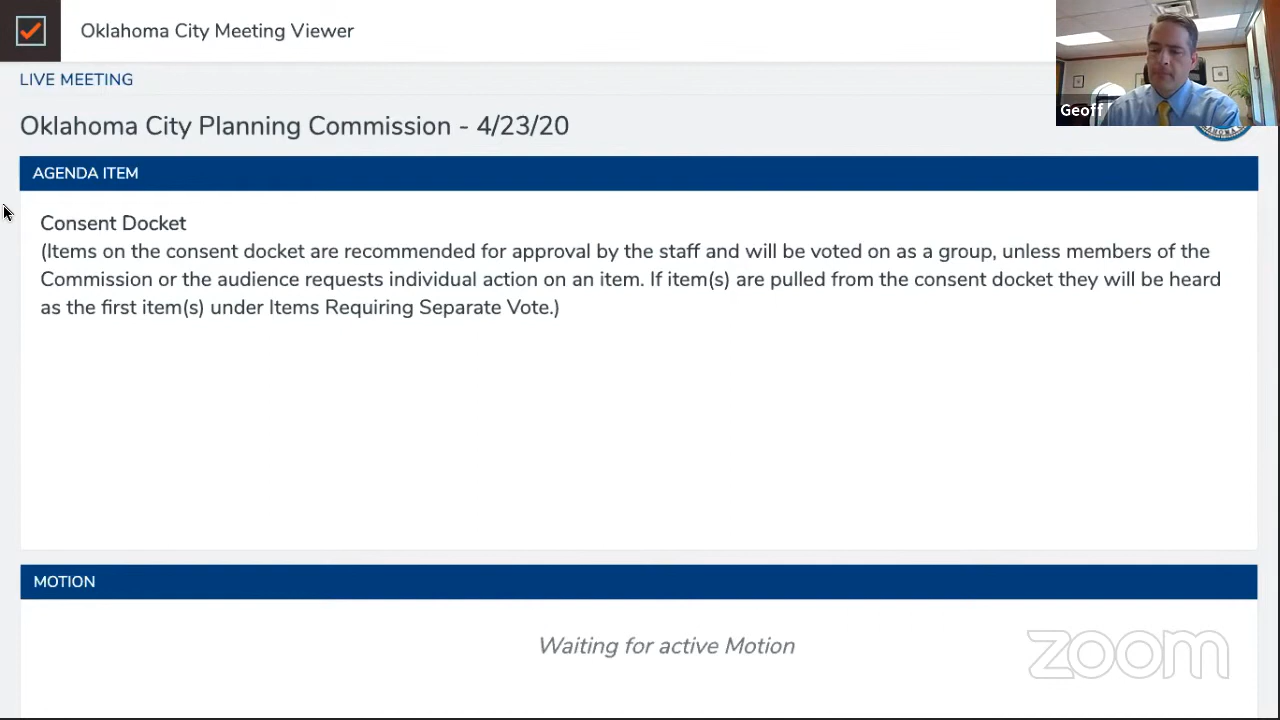 Oklahoma City Meeting Viewer
LIVE MEETING
Geoff
Oklahoma City Planning Commission - 4/23/20
AGENDA ITEM
Consent Docket
(Items on the consent docket are recommended for approval by the staff and will be voted on as a group, unless members of the
Commission or the audience requests individual action on an item. If item(s) are pulled from the consent docket they will be heard
as the first item(s) under Items Requiring Separate Vote.)
MOTION
Waiting for active Motion
zoom